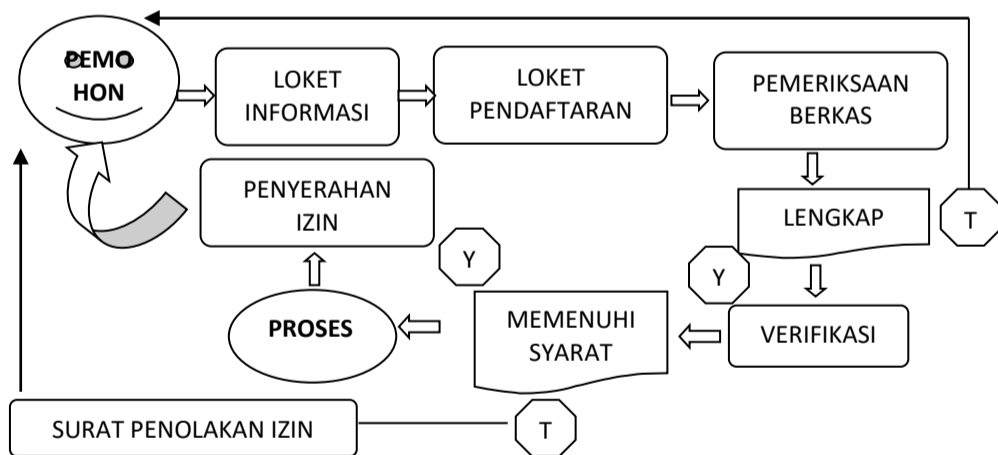 PEMO
HON
LOKET
INFORMASI
LOKET
PENDAFTARAN
PEMERIKSAAN
BERKAS
LENGKAP
T
Y
VERIFIKASI
MEMENUHI
SYARAT
Y
PROSES
PENYERAHAN
IZIN
T
SURAT PENOLAKAN IZIN